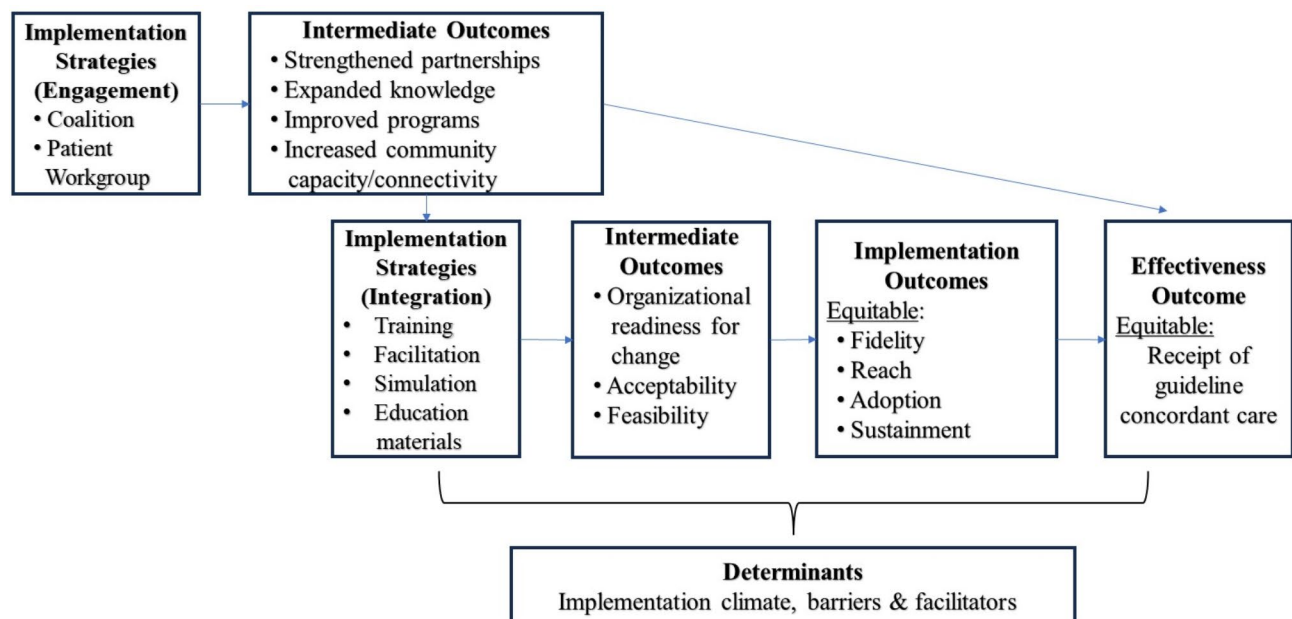 Implementation
Strategies
(Engagement)
• Coalition
• Patient
Workgroup
Intermediate Outcomes
• Strengthened partnerships
• Expanded knowledge
• Improved programs
• Increased community
capacity/connectivity
Implementation
Strategies
(Integration)
• Training
• Facilitation
• Simulation
• Education
materials
Intermediate
Outcomes
• Organizational
readiness for
change
• Acceptability
• Feasibility
Implementation
Outcomes
Equitable:
• Fidelity
• Reach
• Adoption
• Sustainment
Effectiveness
Outcome
Equitable:
Receipt of
guideline
concordant care
Determinants
Implementation climate, barriers & facilitators